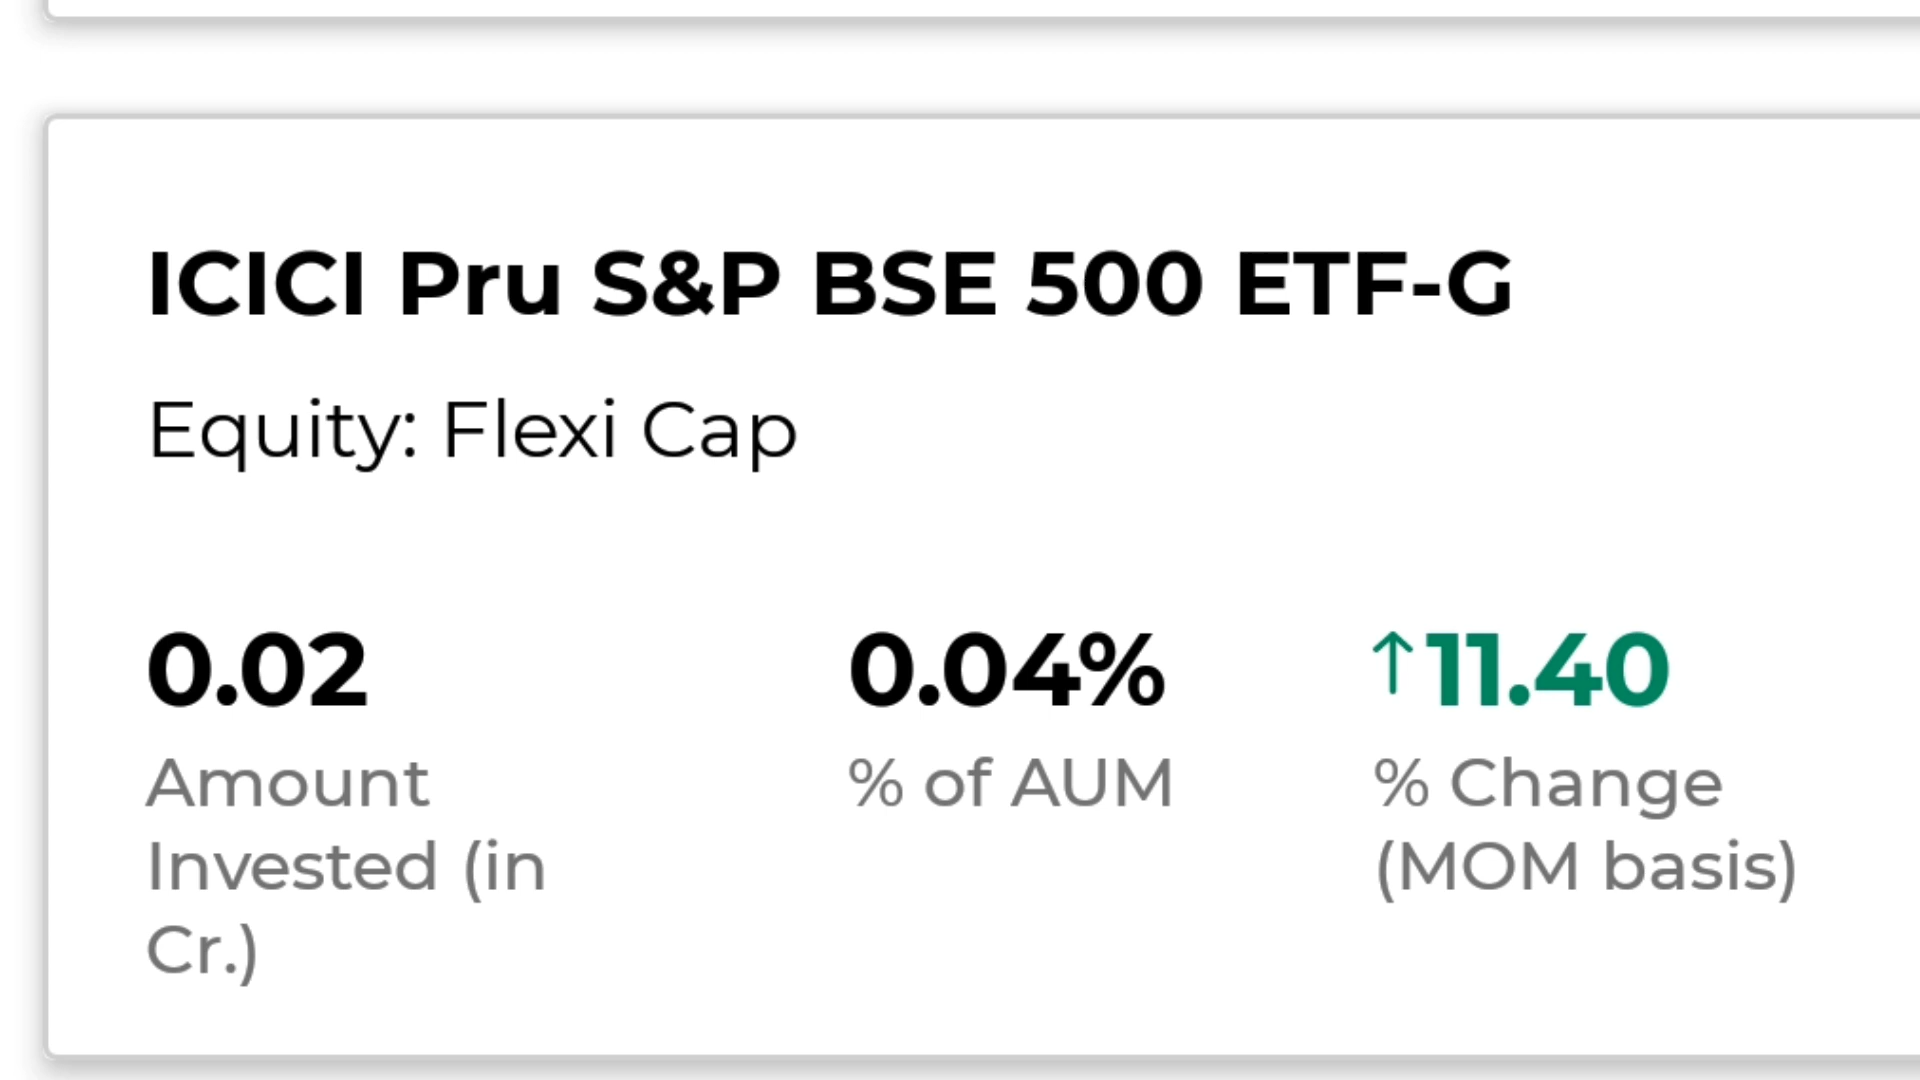 ICICI Pru S&P BSE 500 ETF-G
Equity: Flexi Cap
0.02
Amount
Invested (in
Cr.)
0.04%
% of AUM
↑11.40
% Change
(MOM basis)